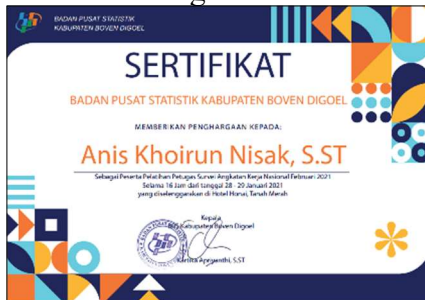 BADAN PUSAT STATISTIK
KABUPATEN BOVEN DIGOEL
SERTIFIKAT
BADAN PUSAT STATISTIK KABUPATEN BOVEN DIGOEL
MEMBERIKAN PENGHARGAAN KEPADA:
Anis Khoirun Nisak, S.ST
Sebagai Peserta Pelatihan Petugas Survei Angkatan Kerja Nasional Februari 2021
Selama 16 Jam dari tanggal 28 - 29 Januari 2021
yang diselenggarakan di Hotel Honai, Tanah Merah
Kepala
BPS Kabupaten Boven Digoel
S.ST